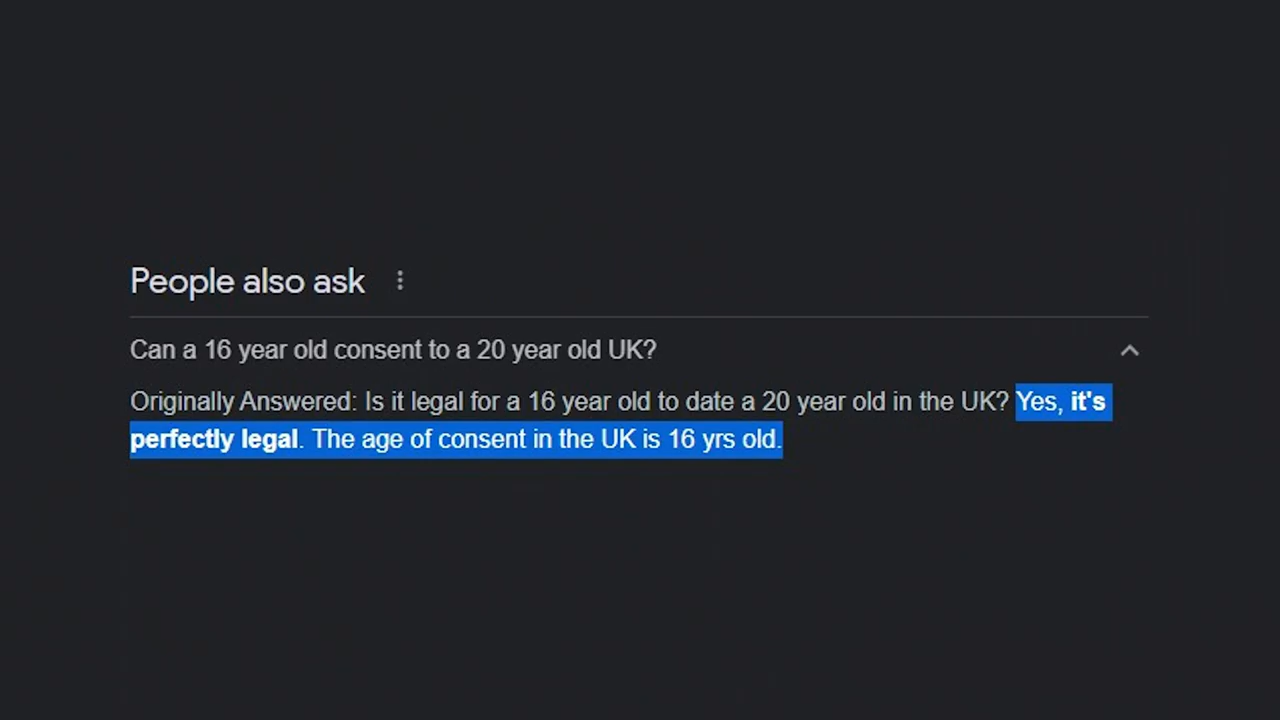 People also ask
Can a 16 year old consent to a 20 year old UK?
Originally Answered: Is it legal for a 16 year old to date a 20 year old in the UK? Yes, it's
perfectly legal. The age of consent in the UK is 16 yrs old.